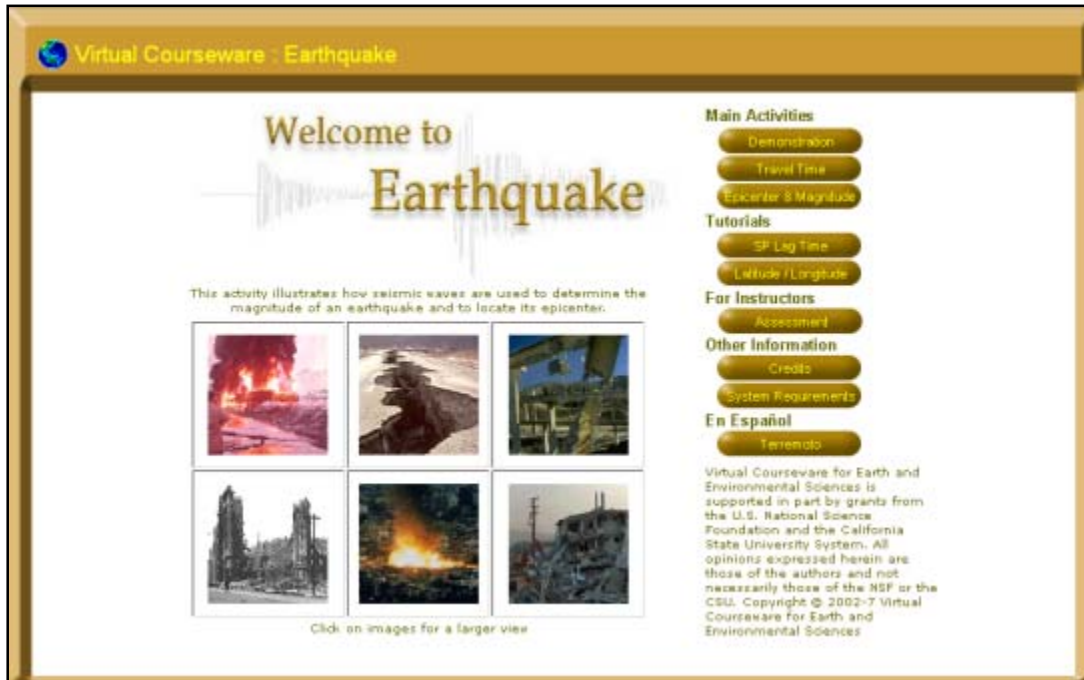 Virtual Courseware : Earthquake
Welcome to
Earthquake
This activity illustrates how seismic waves are used to determine the
magnitude of an earthquake and to locate its epicenter.
Click on images for a larger view
Main Activities
Demonstration
Travel Time
Epicenter & Magnitude
Tutorials
SP Lag Time
Latitude / Longitude
For Instructors
Assessment
Other Information
Credits
System Requirements
En Español
Terremoto
Virtual Courseware for Earth and
Environmental Sciences is
supported in part by grants from
the U.S. National Science
Foundation and the California
State University System. All
opinions expressed herein are
those of the authors and not
necessarily those of the NSF or the
CSU. Copyright © 2002-7 Virtual
Courseware for Earth and
Environmental Sciences